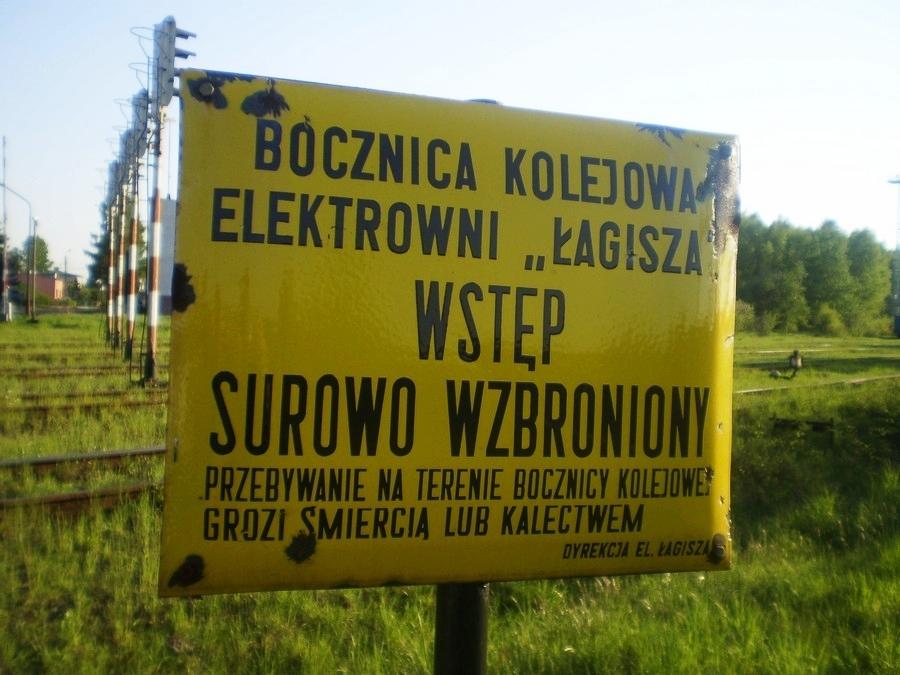 BOCZNICA KOLEJOWA
ELEKTROWNI „ŁAGISZA"
WSTĘP
SUROWO WZBRONIONY
PRZEBYWANIE NA TERENIE BOCZNICY KOLEJOWEJ
GROZI ŚMIERCIĄ LUB KALECTWEM
DYREKCJA EL. ŁAGISZA